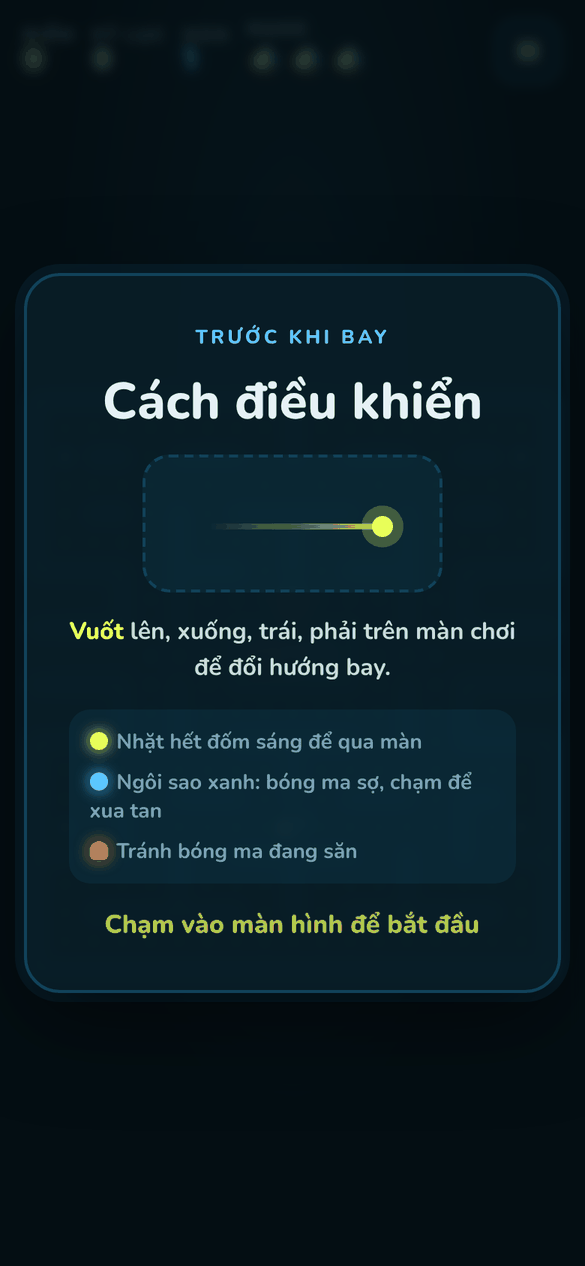 TRƯỚC KHI BAY
Cách điều khiển
Vuốt lên, xuống, trái, phải trên màn chơi
để đổi hướng bay.
Nhặt hết đốm sáng để qua màn
Ngôi sao xanh: bóng ma sợ, chạm để
xua tan
Tránh bóng ma đang săn
Chạm vào màn hình để bắt đầu